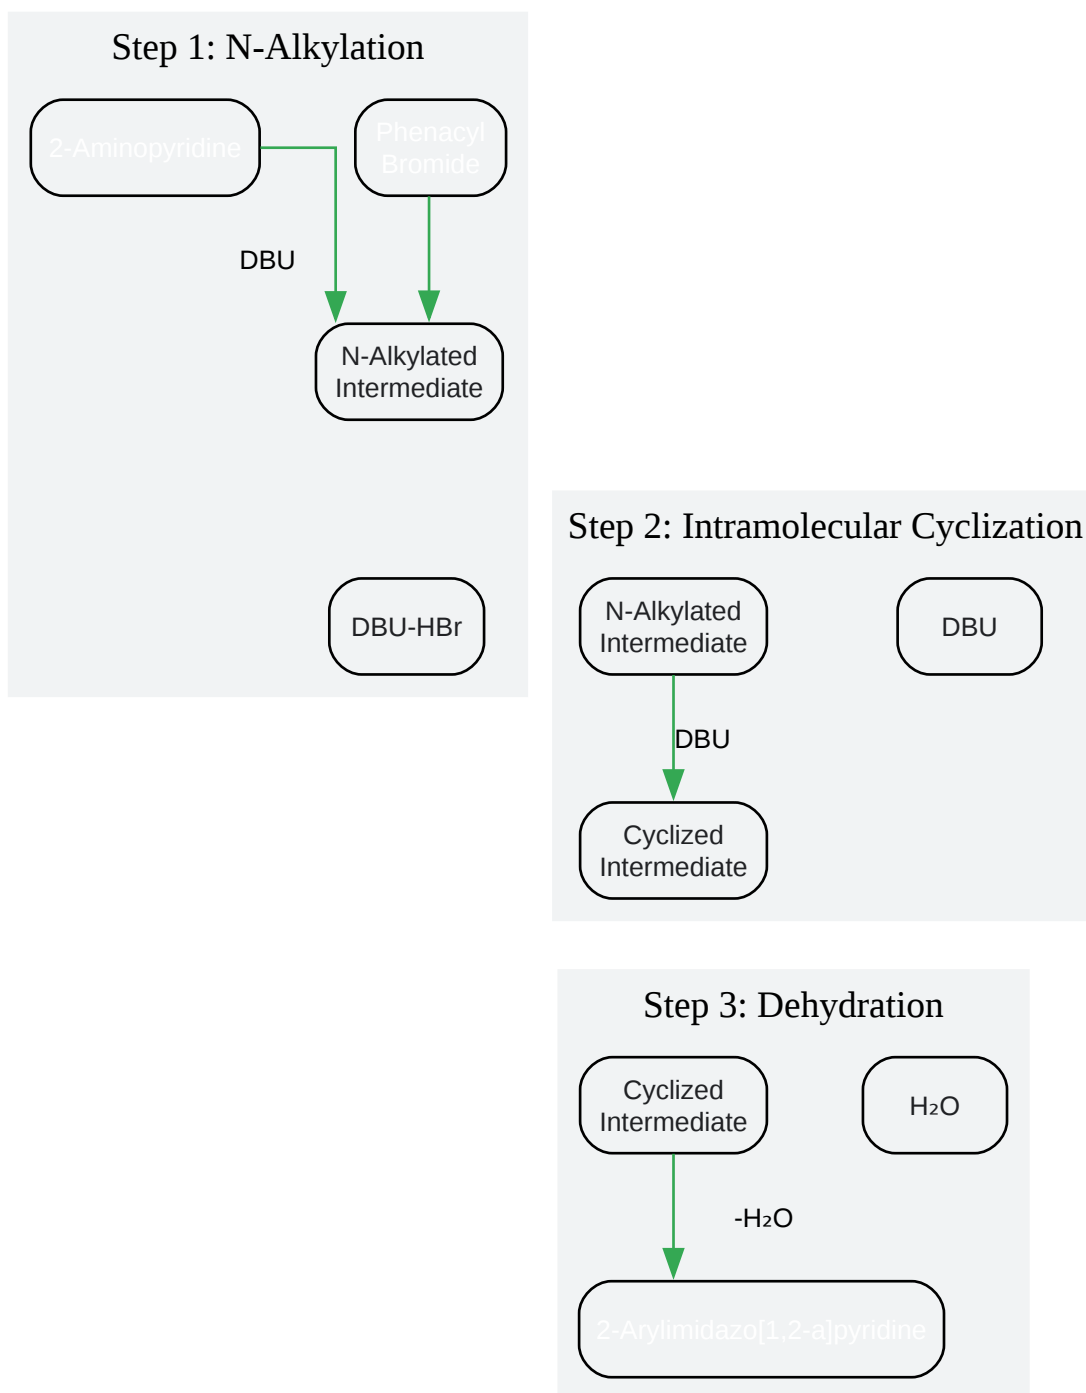 Step 1: N-Alkylation
2-Aminopyridine
Phenacyl
Bromide
DBU
N-Alkylated
Intermediate
DBU-HBr
Step 2: Intramolecular Cyclization
N-Alkylated
Intermediate
DBU
DBU
Cyclized
Intermediate
Step 3: Dehydration
Cyclized
Intermediate
H₂O
-H₂O
2-Arylimidazo[1,2-a]pyridine